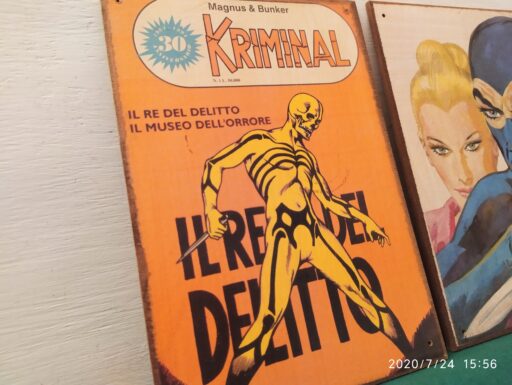 Magnus & Bunker
30
KRIMINAL
IL RE DEL DELITTO
IL MUSEO DELL'ORRORE
IL RE DEL
DELITTO
2020/7/24 15:56